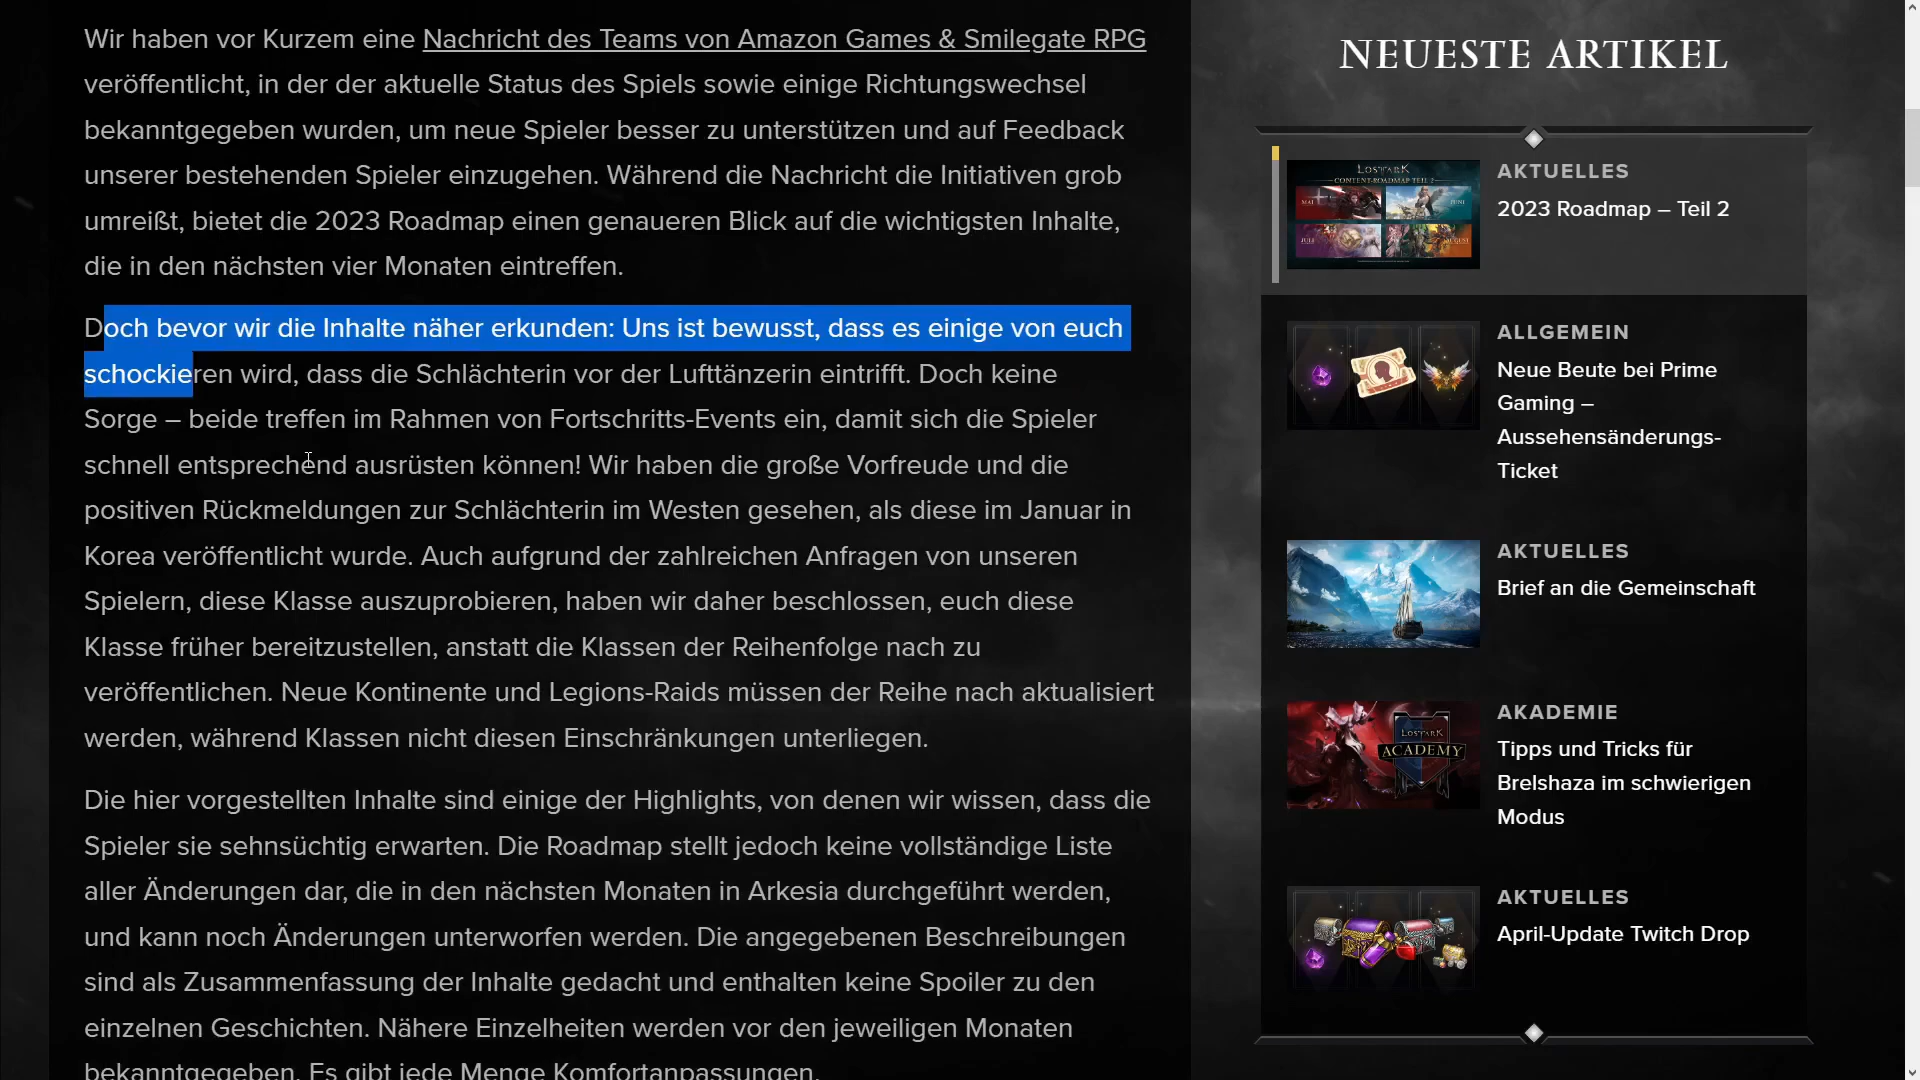 Wir haben vor Kurzem eine Nachricht des Teams von Amazon Games & Smilegate RPG
veröffentlicht, in der der aktuelle Status des Spiels sowie einige Richtungswechsel
bekanntgegeben wurden, um neue Spieler besser zu unterstützen und auf Feedback
unserer bestehenden Spieler einzugehen. Während die Nachricht die Initiativen grob
umreißt, bietet die 2023 Roadmap einen genaueren Blick auf die wichtigsten Inhalte,
die in den nächsten vier Monaten eintreffen.
Doch bevor wir die Inhalte näher erkunden: Uns ist bewusst, dass es einige von euch
schockieren wird, dass die Schlächterin vor der Lufttänzerin eintrifft. Doch keine
Sorge – beide treffen im Rahmen von Fortschritts-Events ein, damit sich die Spieler
schnell entsprechend ausrüsten können! Wir haben die große Vorfreude und die
positiven Rückmeldungen zur Schlächterin im Westen gesehen, als diese im Januar in
Korea veröffentlicht wurde. Auch aufgrund der zahlreichen Anfragen von unseren
Spielern, diese Klasse auszuprobieren, haben wir daher beschlossen, euch diese
Klasse früher bereitzustellen, anstatt die Klassen der Reihenfolge nach zu
veröffentlichen. Neue Kontinente und Legions-Raids müssen der Reihe nach aktualisiert
werden, während Klassen nicht diesen Einschränkungen unterliegen.
Die hier vorgestellten Inhalte sind einige der Highlights, von denen wir wissen, dass die
Spieler sie sehnsüchtig erwarten. Die Roadmap stellt jedoch keine vollständige Liste
aller Änderungen dar, die in den nächsten Monaten in Arkesia durchgeführt werden,
und kann noch Änderungen unterworfen werden. Die angegebenen Beschreibungen
sind als Zusammenfassung der Inhalte gedacht und enthalten keine Spoiler zu den
einzelnen Geschichten. Nähere Einzelheiten werden vor den jeweiligen Monaten
bekanntgegeben. Es gibt jede Menge Komfortanpassungen,
NEUESTE ARTIKEL
LOST ARK
CONTENT-ROADMAP TEIL 2
MAI
JUNI
JULI
AUGUST
AKTUELLES
2023 Roadmap – Teil 2
ALLGEMEIN
Neue Beute bei Prime
Gaming –
Aussehensänderungs-
Ticket
AKTUELLES
Brief an die Gemeinschaft
LOST ARK
ACADEMY
AKADEMIE
Tipps und Tricks für
Brelshaza im schwierigen
Modus
AKTUELLES
April-Update Twitch Drop